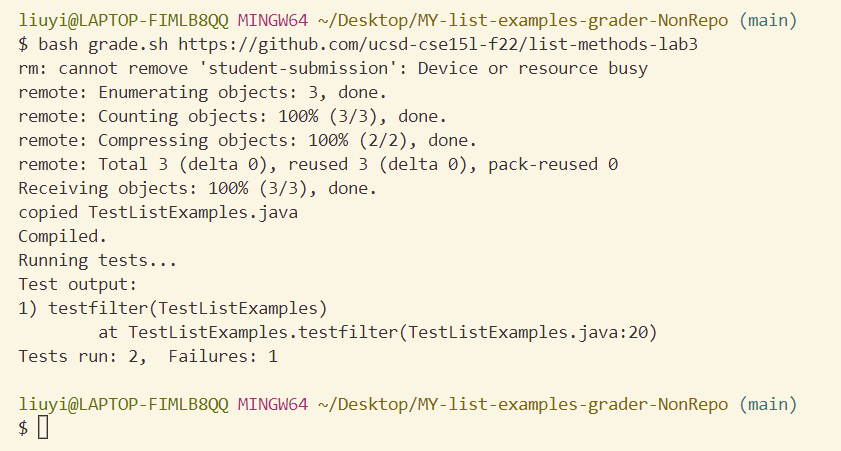 liuyi@LAPTOP-FIMLB8QQ MINGW64 ~/Desktop/MY-list-examples-grader-NonRepo (main)
$ bash grade.sh https://github.com/ucsd-cse15l-f22/list-methods-lab3
rm: cannot remove 'student-submission': Device or resource busy
remote: Enumerating objects: 3, done.
remote: Counting objects: 100% (3/3), done.
remote: Compressing objects: 100% (2/2), done.
remote: Total 3 (delta 0), reused 3 (delta 0), pack-reused 0
Receiving objects: 100% (3/3), done.
copied TestListExamples.java
Compiled.
Running tests...
Test output:
1) testfilter(TestListExamples)
        at TestListExamples.testfilter(TestListExamples.java:20)
Tests run: 2,  Failures: 1

liuyi@LAPTOP-FIMLB8QQ MINGW64 ~/Desktop/MY-list-examples-grader-NonRepo (main)
$